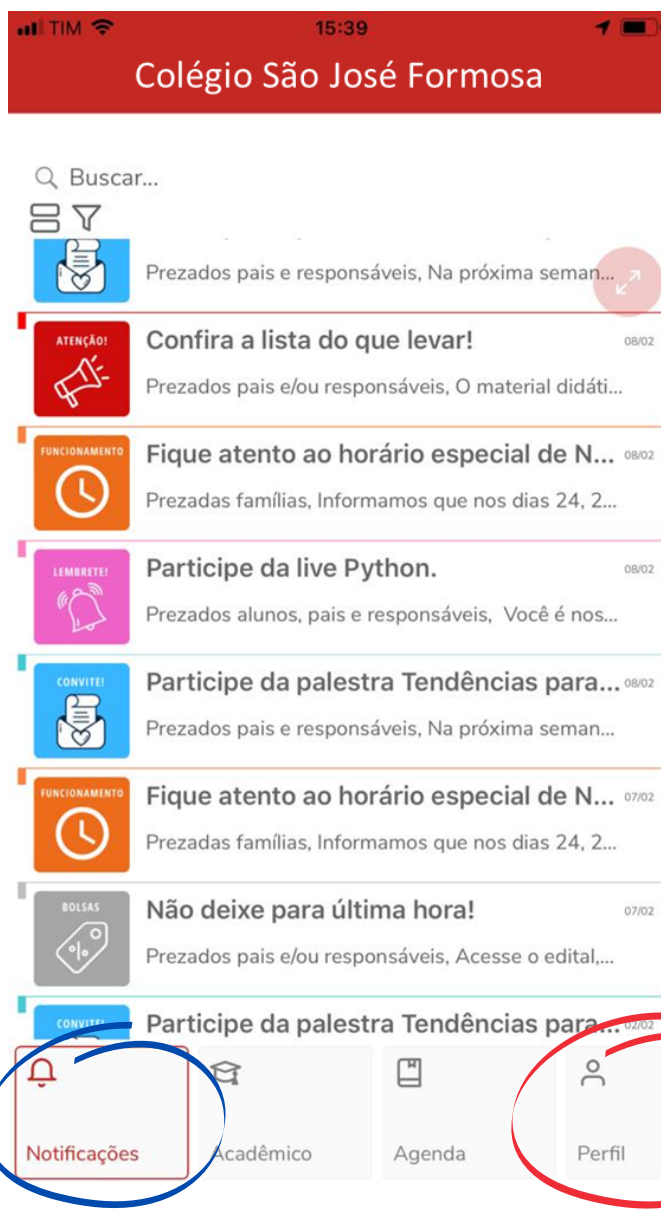 TIM 15:39
Colégio São José Formosa
Buscar...
Prezados pais e responsáveis, Na próxima seman...
ATENÇÃO!
Confira a lista do que levar! 08/02
Prezados pais e/ou responsáveis, O material didáti...
FUNCIONAMENTO
Fique atento ao horário especial de N... 08/02
Prezadas famílias, Informamos que nos dias 24, 2...
LEMBRETE!
Participe da live Python. 08/02
Prezados alunos, pais e responsáveis, Você é nos...
CONVITE!
Participe da palestra Tendências para... 08/02
Prezados pais e responsáveis, Na próxima seman...
FUNCIONAMENTO
Fique atento ao horário especial de N... 07/02
Prezadas famílias, Informamos que nos dias 24, 2...
BOLSAS
Não deixe para última hora! 07/02
Prezados pais e/ou responsáveis, Acesse o edital,...
CONVITE!
Participe da palestra Tendências para... 02/02
Notificações Acadêmico Agenda Perfil